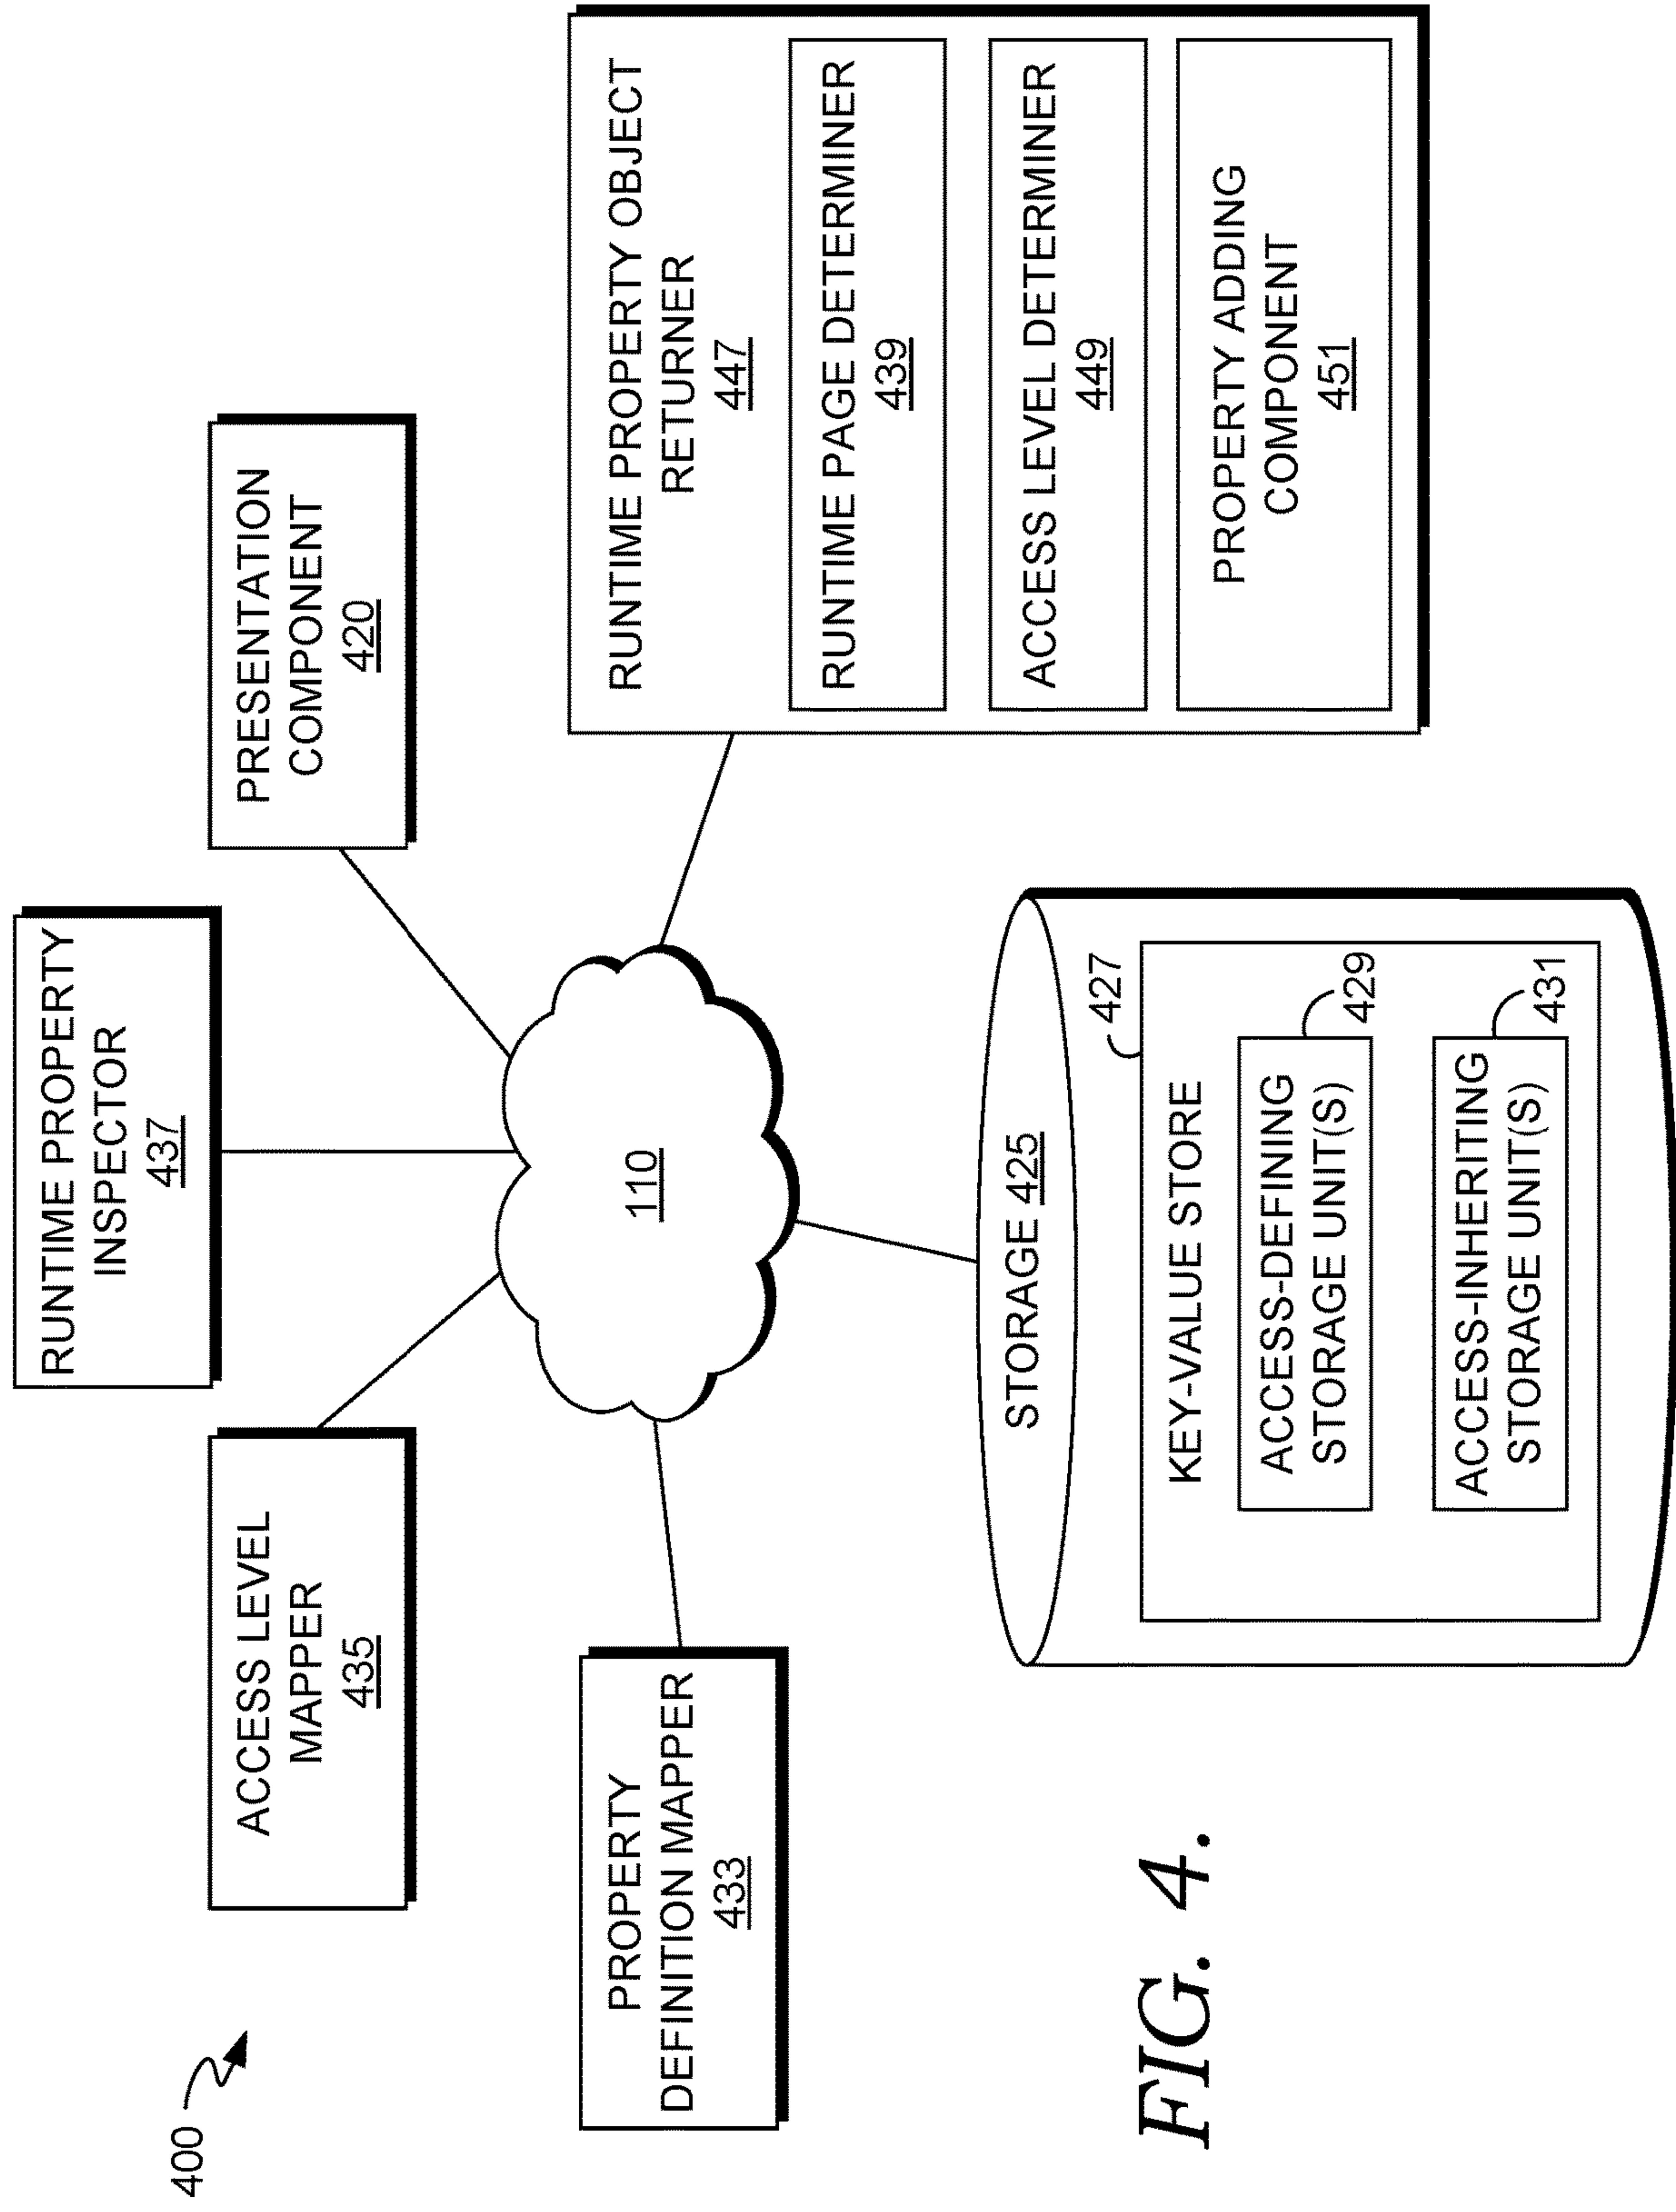 400
RUNTIME PROPERTY
INSPECTOR
437
ACCESS LEVEL
MAPPER
435
PRESENTATION
COMPONENT
420
PROPERTY
DEFINITION MAPPER
433
110
RUNTIME PROPERTY OBJECT
RETURNER
447
RUNTIME PAGE DETERMINER
439
ACCESS LEVEL DETERMINER
449
PROPERTY ADDING
COMPONENT
451
STORAGE 425
427
KEY-VALUE STORE
ACCESS-DEFINING
STORAGE UNIT(S)
429
ACCESS-INHERITING
STORAGE UNIT(S)
431
FIG. 4.